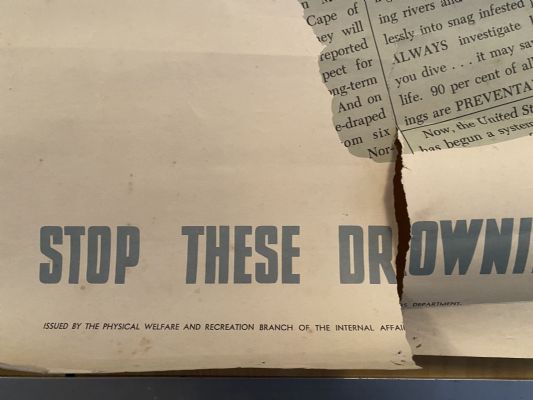 Cape of
ey will
reported
pect for
ng-term
And on
e-draped
om six
Nor-
ing rivers and
lessly into snag infested
ALWAYS investigate
you dive . . . it may sa
life. 90 per cent of al
ings are PREVENTA
Now, the United St
has begun a system
STOP THESE DROWNI
ISSUED BY THE PHYSICAL WELFARE AND RECREATION BRANCH OF THE INTERNAL AFFAI
S DEPARTMENT.